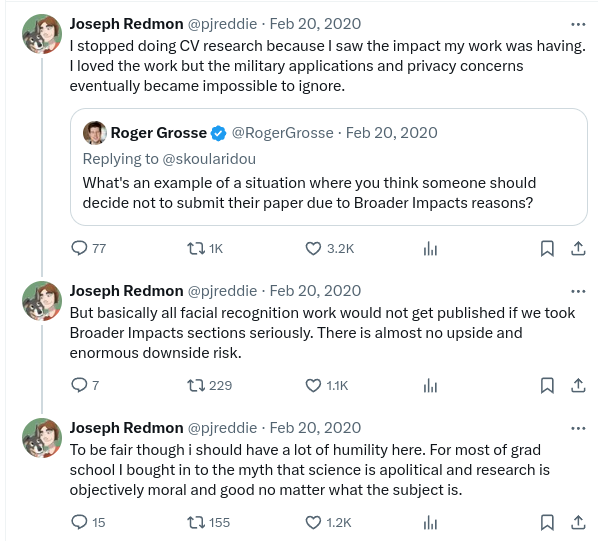 Joseph Redmon @pjreddie · Feb 20, 2020
I stopped doing CV research because I saw the impact my work was having.
I loved the work but the military applications and privacy concerns
eventually became impossible to ignore.
Roger Grosse @RogerGrosse · Feb 20, 2020
Replying to @skoularidou
What's an example of a situation where you think someone should
decide not to submit their paper due to Broader Impacts reasons?
77 1K 3.2K
Joseph Redmon @pjreddie · Feb 20, 2020
But basically all facial recognition work would not get published if we took
Broader Impacts sections seriously. There is almost no upside and
enormous downside risk.
7 229 1.1K
Joseph Redmon @pjreddie · Feb 20, 2020
To be fair though i should have a lot of humility here. For most of grad
school I bought in to the myth that science is apolitical and research is
objectively moral and good no matter what the subject is.
15 155 1.2K